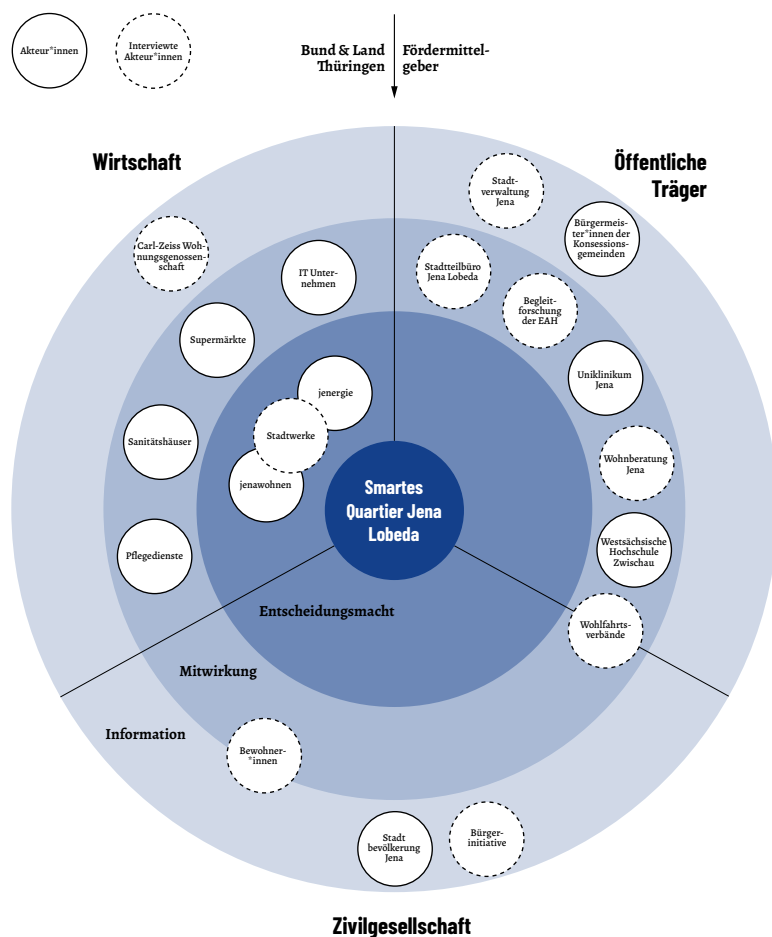 Akteur*innen
Interviewte
Akteur*innen
Bund & Land
Thüringen
Fördermittel-
geber
Wirtschaft
Öffentliche
Träger
Stadt-
verwaltung
Jena
Bürgermeis-
ter*innen der
Konsessions-
gemeinden
Carl-Zeiss Woh-
nungsgenossen-
schaft
IT Unter-
nehmen
Stadtteilbüro
Jena Lobeda
Begleit-
forschung
der EAH
Supermärkte
Uniklinikum
Jena
jenergie
Stadtwerke
jenawohnen
Sanitätshäuser
Wohnberatung
Jena
Smartes
Quartier Jena
Lobeda
Pflegedienste
Westsächsische
Hochschule
Zwischau
Entscheidungsmacht
Wohlfahrts-
verbände
Mitwirkung
Information
Bewohner-
*innen
Stadt
bevölkerung
Jena
Bürger-
initiative
Zivilgesellschaft